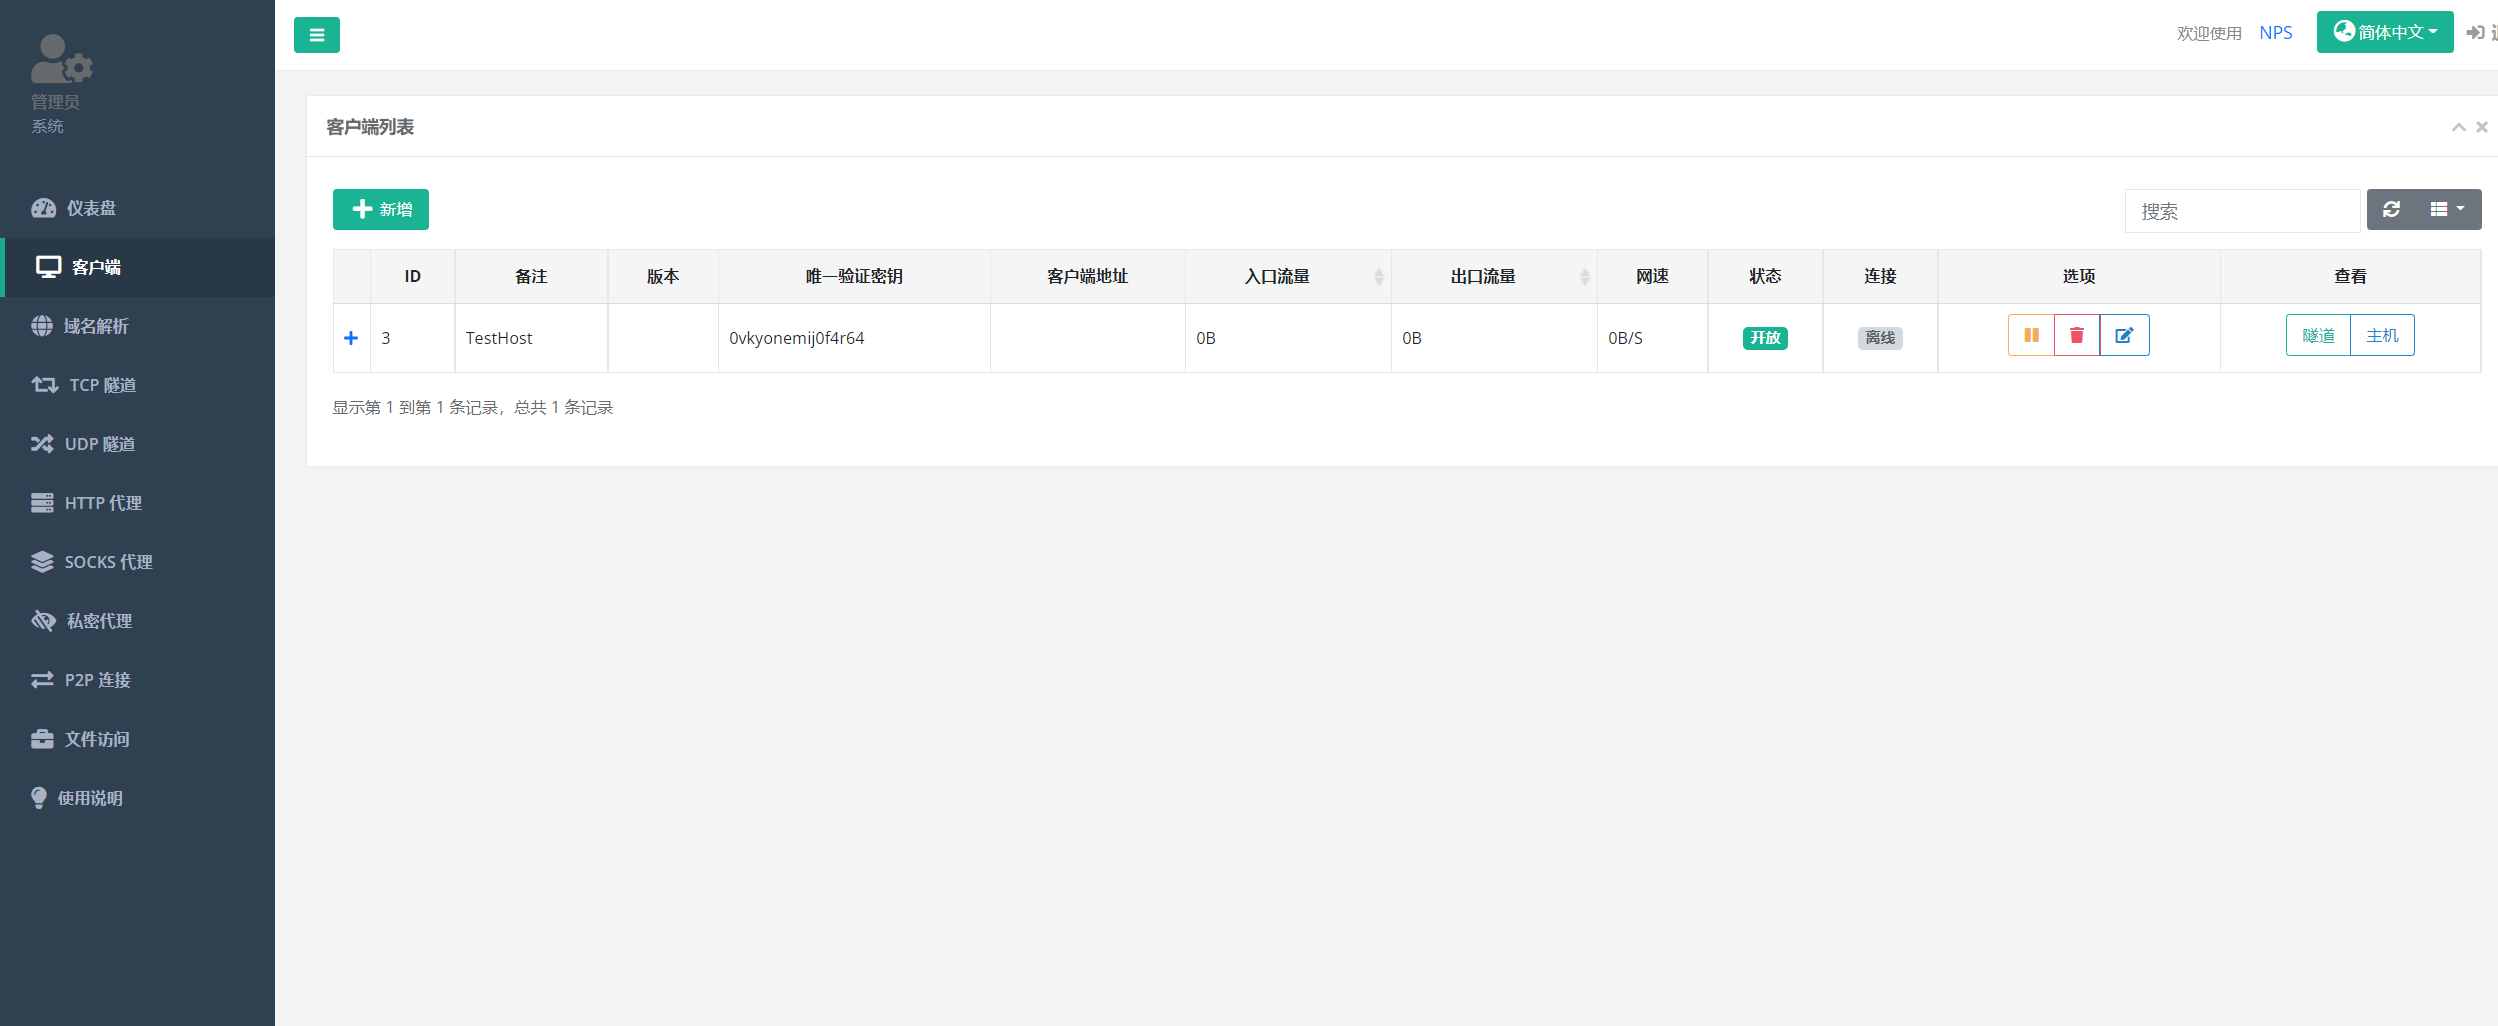 管理员
系统
仪表盘
客户端
域名解析
TCP 隧道
UDP 隧道
HTTP 代理
SOCKS 代理
私密代理
P2P 连接
文件访问
使用说明
欢迎使用 NPS 简体中文
客户端列表
新增
搜索
ID 备注 版本 唯一验证密钥 客户端地址 入口流量 出口流量 网速 状态 连接 选项 查看
3 TestHost 0vkyonemij0f4r64 0B 0B 0B/S 开放 离线 隧道 主机
显示第 1 到第 1 条记录，总共 1 条记录